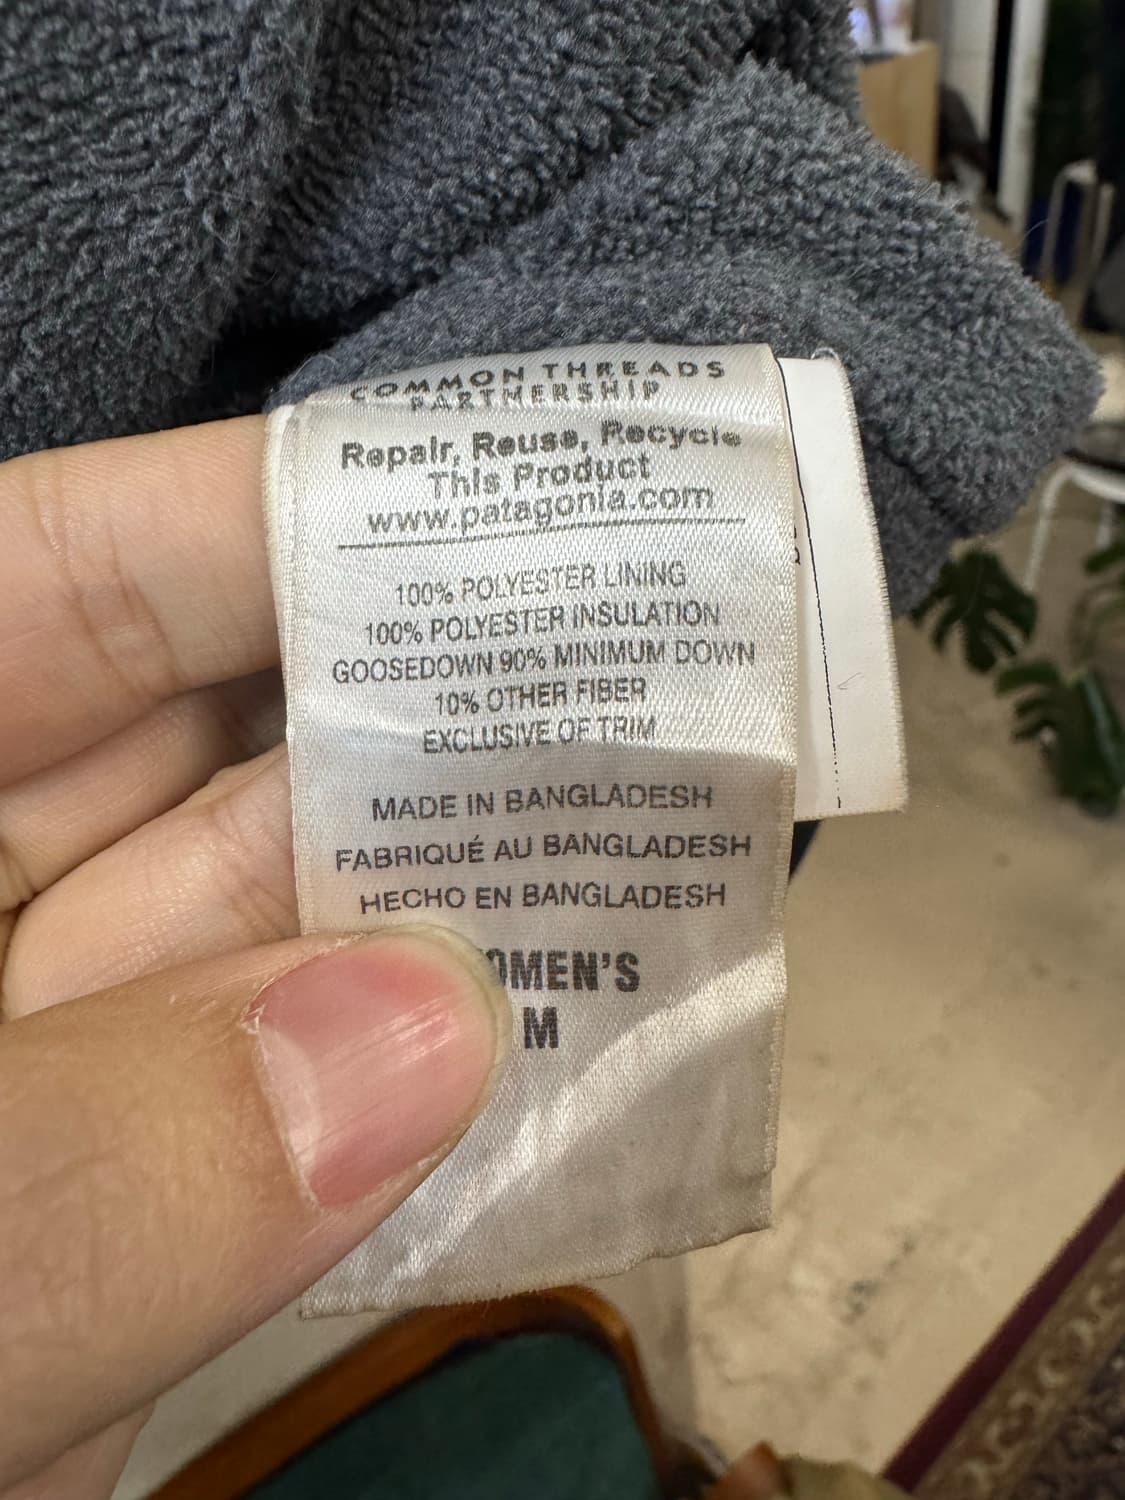 COMMON THREADS
PARTNERSHIP
Repair, Reuse, Recycle
This Product
www.patagonia.com
100% POLYESTER LINING
100% POLYESTER INSULATION
GOOSEDOWN 90% MINIMUM DOWN
10% OTHER FIBER
EXCLUSIVE OF TRIM
MADE IN BANGLADESH
FABRIQUÉ AU BANGLADESH
HECHO EN BANGLADESH
OMEN'S
M